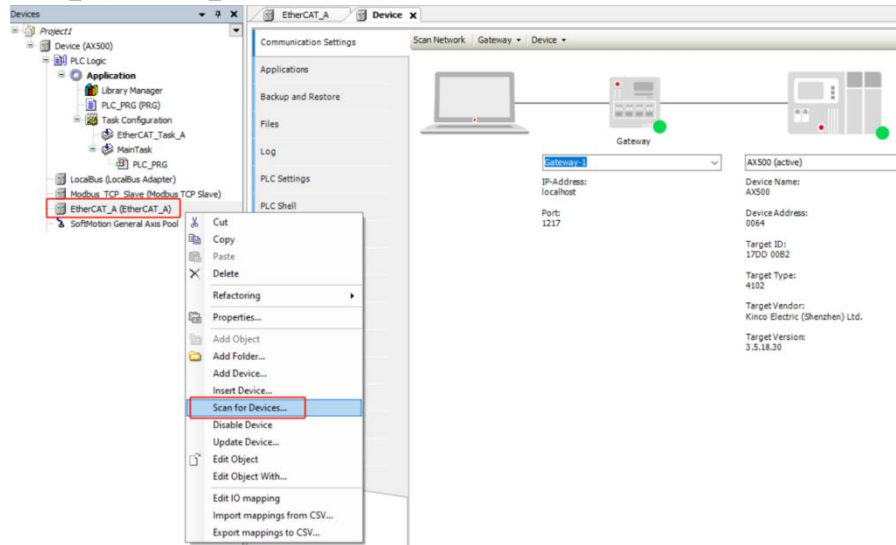 Devices
EtherCAT_A
Device
Project1
Device (AX500)
PLC Logic
Application
Library Manager
PLC_PRG (PRG)
Task Configuration
EtherCAT_Task_A
MainTask
PLC_PRG
LocalBus (LocalBus Adapter)
Modbus_TCP_Slave (Modbus TCP Slave)
EtherCAT_A (EtherCAT_A)
SoftMotion General Axis Pool
Cut
Copy
Paste
Delete
Refactoring
Properties...
Add Object
Add Folder...
Add Device...
Insert Device...
Scan for Devices...
Disable Device
Update Device...
Edit Object
Edit Object With...
Edit IO mapping
Import mappings from CSV...
Export mappings to CSV...
Communication Settings
Applications
Backup and Restore
Files
Log
PLC Settings
PLC Shell
Scan Network Gateway Device
Gateway
Gateway-1
IP-Address:
localhost
Port:
1217
AX500 (active)
Device Name:
AX500
Device Address:
0064
Target ID:
17DD 00B2
Target Type:
4102
Target Vendor:
Kinco Electric (Shenzhen) Ltd.
Target Version:
3.5.18.30